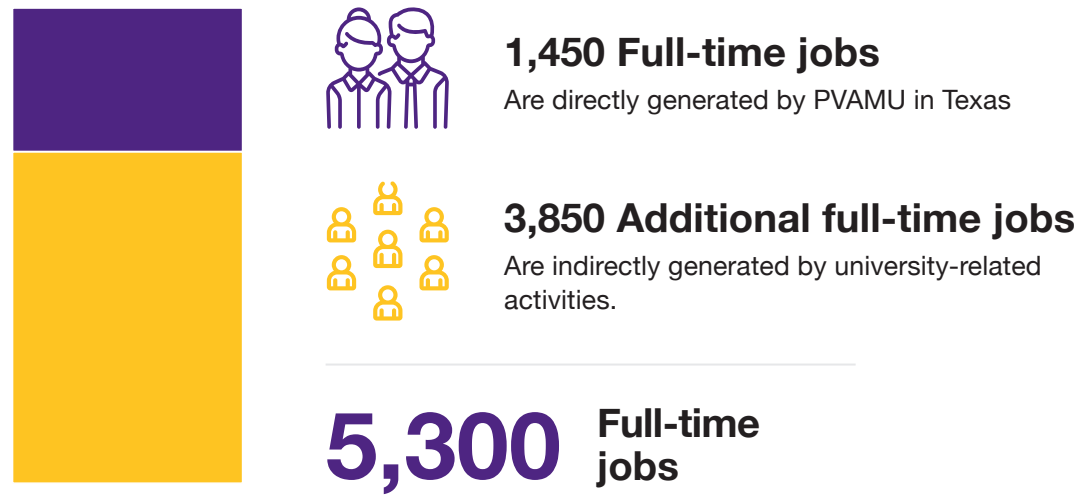 1,450 Full-time jobs
Are directly generated by PVAMU in Texas
3,850 Additional full-time jobs
Are indirectly generated by university-related
activities.
5,300
Full-time
jobs